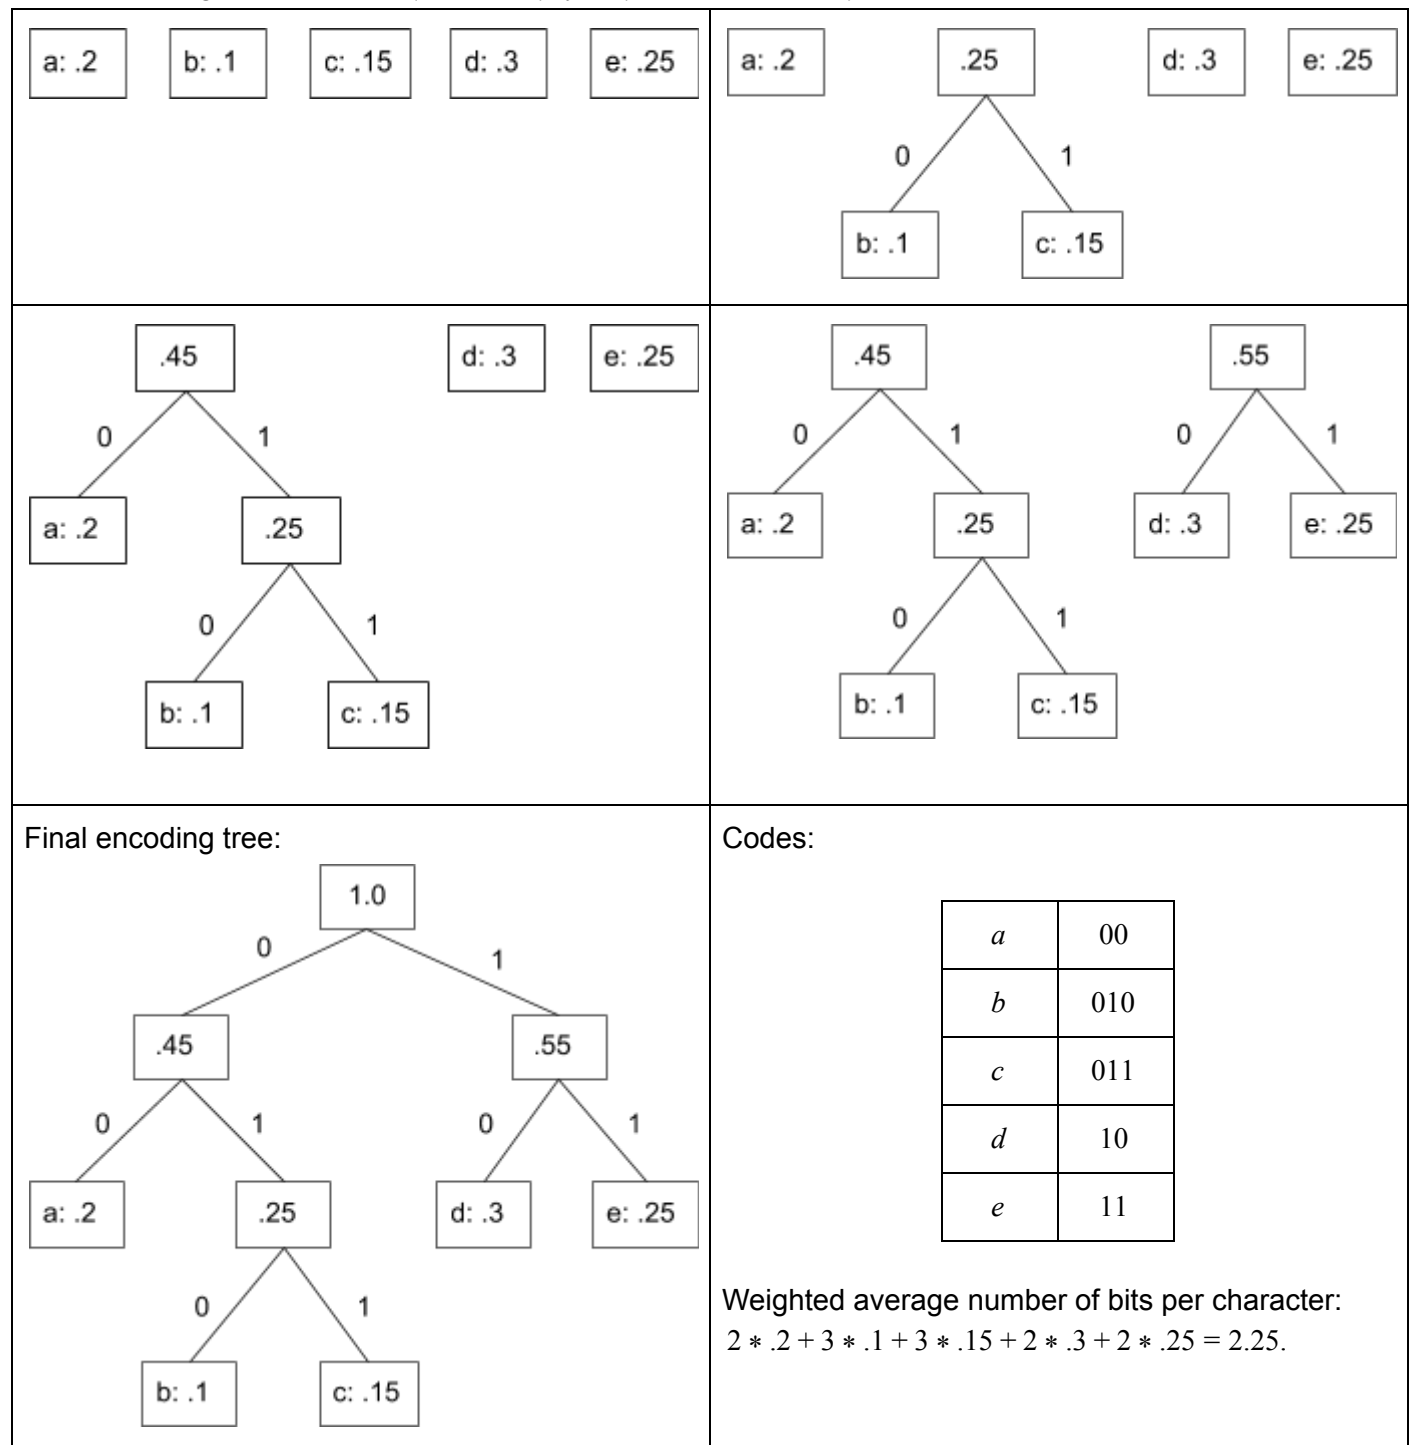 a: .2 b: .1 c: .15 d: .3 e: .25
a: .2 .25 d: .3 e: .25
0 1
b: .1 c: .15
.45 d: .3 e: .25
0 1
a: .2 .25
0 1
b: .1 c: .15
.45 .55
0 1 0 1
a: .2 .25 d: .3 e: .25
0 1
b: .1 c: .15
Final encoding tree:
1.0
0 1
.45 .55
0 1 0 1
a: .2 .25 d: .3 e: .25
0 1
b: .1 c: .15
Codes:
a 00
b 010
c 011
d 10
e 11
Weighted average number of bits per character:
2 ∗ .2 + 3 ∗ .1 + 3 ∗ .15 + 2 ∗ .3 + 2 ∗ .25 = 2.25.